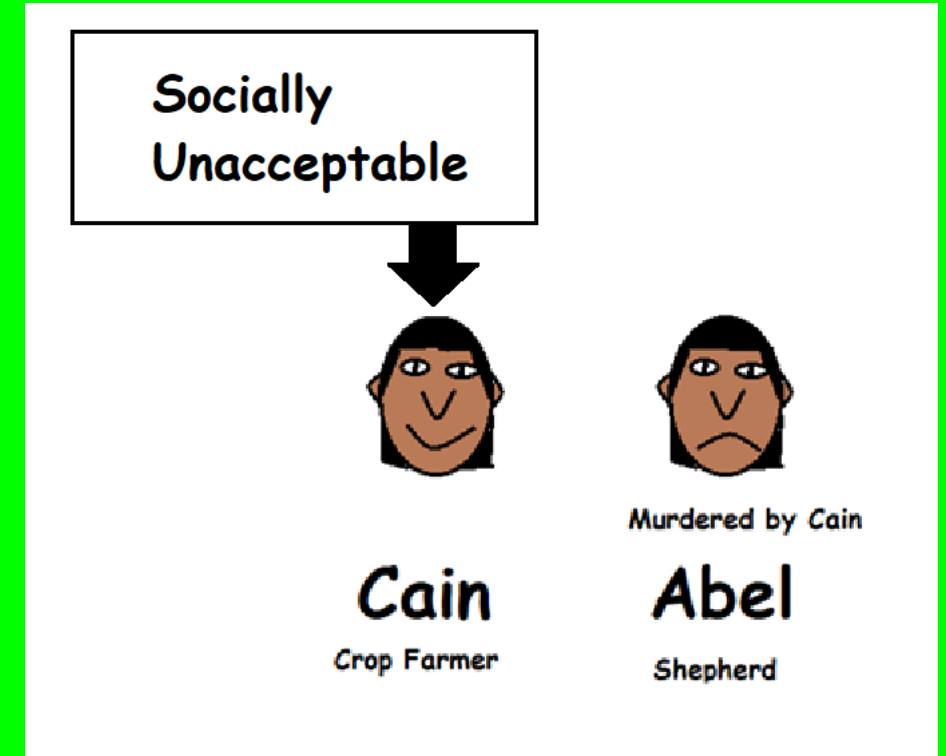 Socially
Unacceptable
Murdered by Cain
Cain
Abel
Crop Farmer
Shepherd